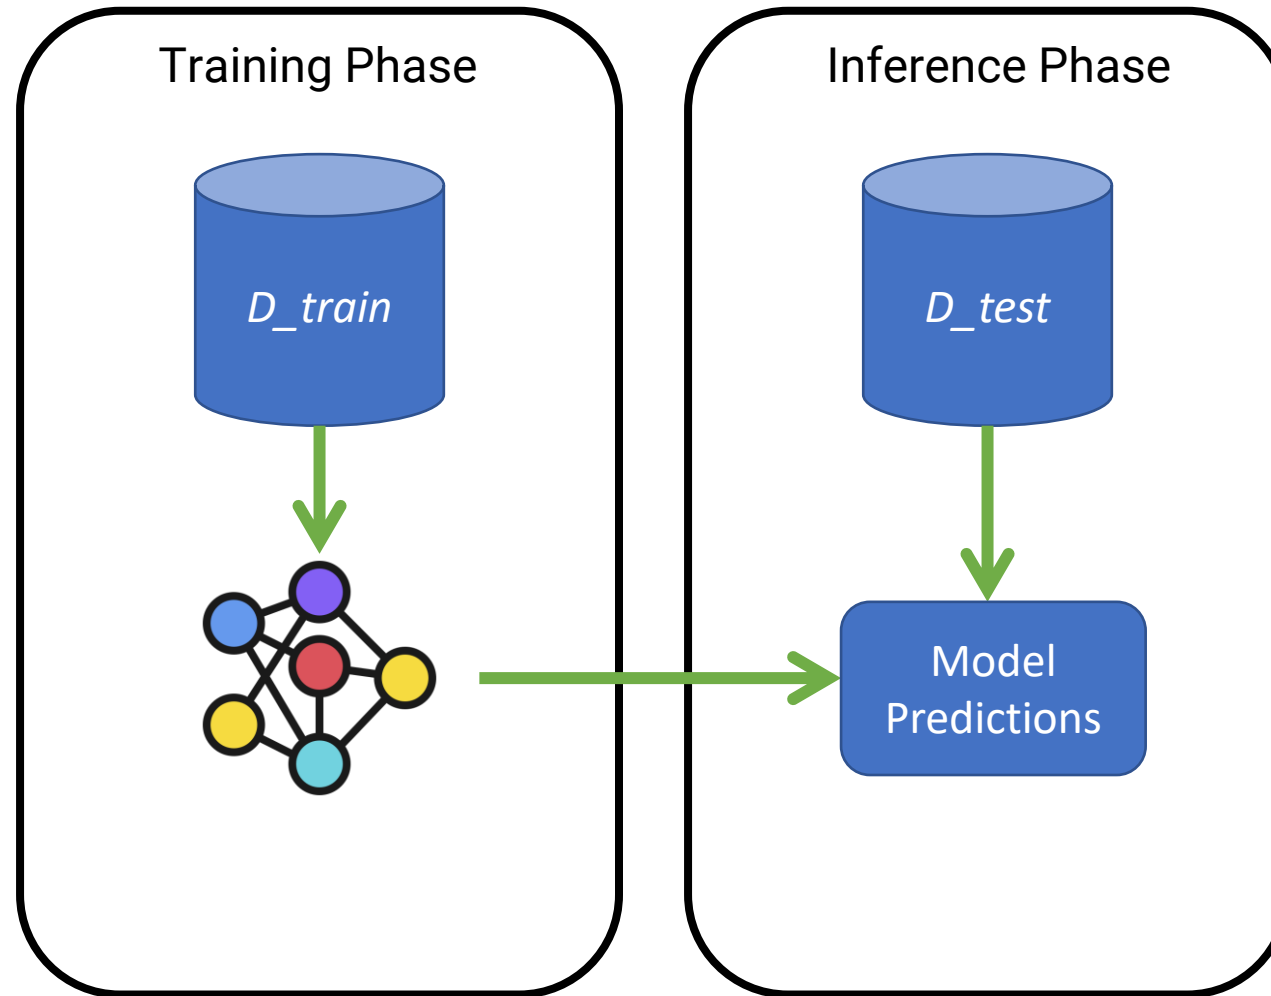 Training Phase
D_train
Inference Phase
D_test
Model
Predictions